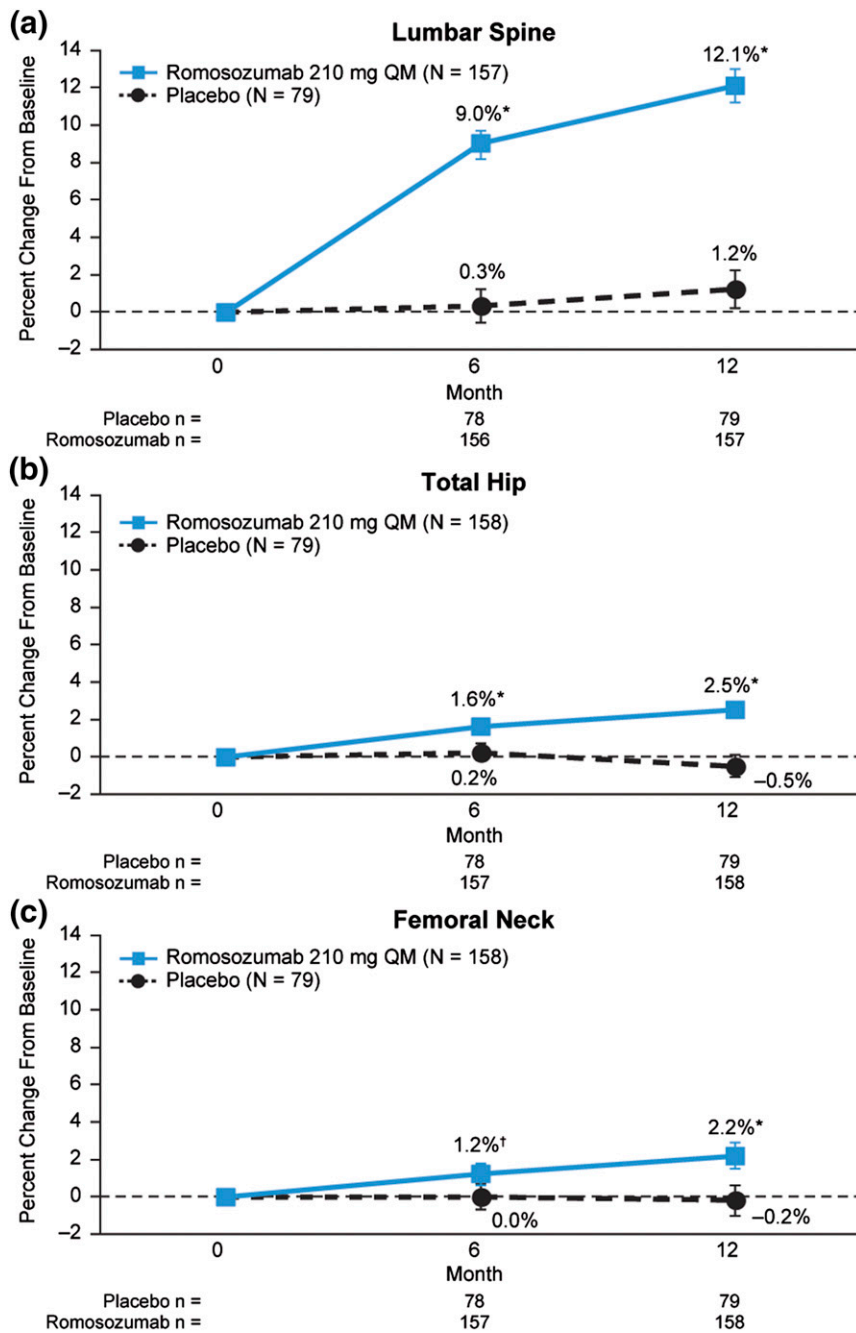 (a)
Lumbar Spine
Percent Change From Baseline
14
12
10
8
6
4
2
0
–2
Romosozumab 210 mg QM (N = 157)
Placebo (N = 79)
9.0%*
12.1%*
0.3%
1.2%
0 6 12
Month
Placebo n = 78 79
Romosozumab n = 156 157
(b)
Total Hip
Percent Change From Baseline
14
12
10
8
6
4
2
0
–2
Romosozumab 210 mg QM (N = 158)
Placebo (N = 79)
1.6%*
2.5%*
0.2%
–0.5%
0 6 12
Month
Placebo n = 78 79
Romosozumab n = 157 158
(c)
Femoral Neck
Percent Change From Baseline
14
12
10
8
6
4
2
0
–2
Romosozumab 210 mg QM (N = 158)
Placebo (N = 79)
1.2%†
2.2%*
0.0%
–0.2%
0 6 12
Month
Placebo n = 78 79
Romosozumab n = 157 158